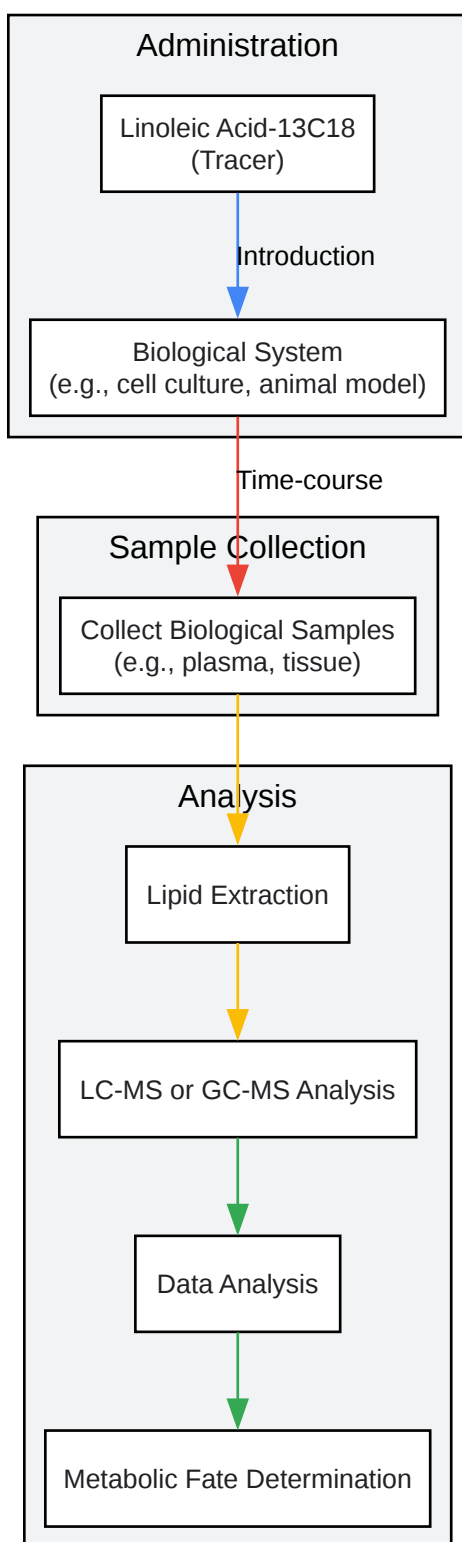 Administration
Linoleic Acid-13C18
(Tracer)
Introduction
Biological System
(e.g., cell culture, animal model)
Time-course
Sample Collection
Collect Biological Samples
(e.g., plasma, tissue)
Analysis
Lipid Extraction
LC-MS or GC-MS Analysis
Data Analysis
Metabolic Fate Determination